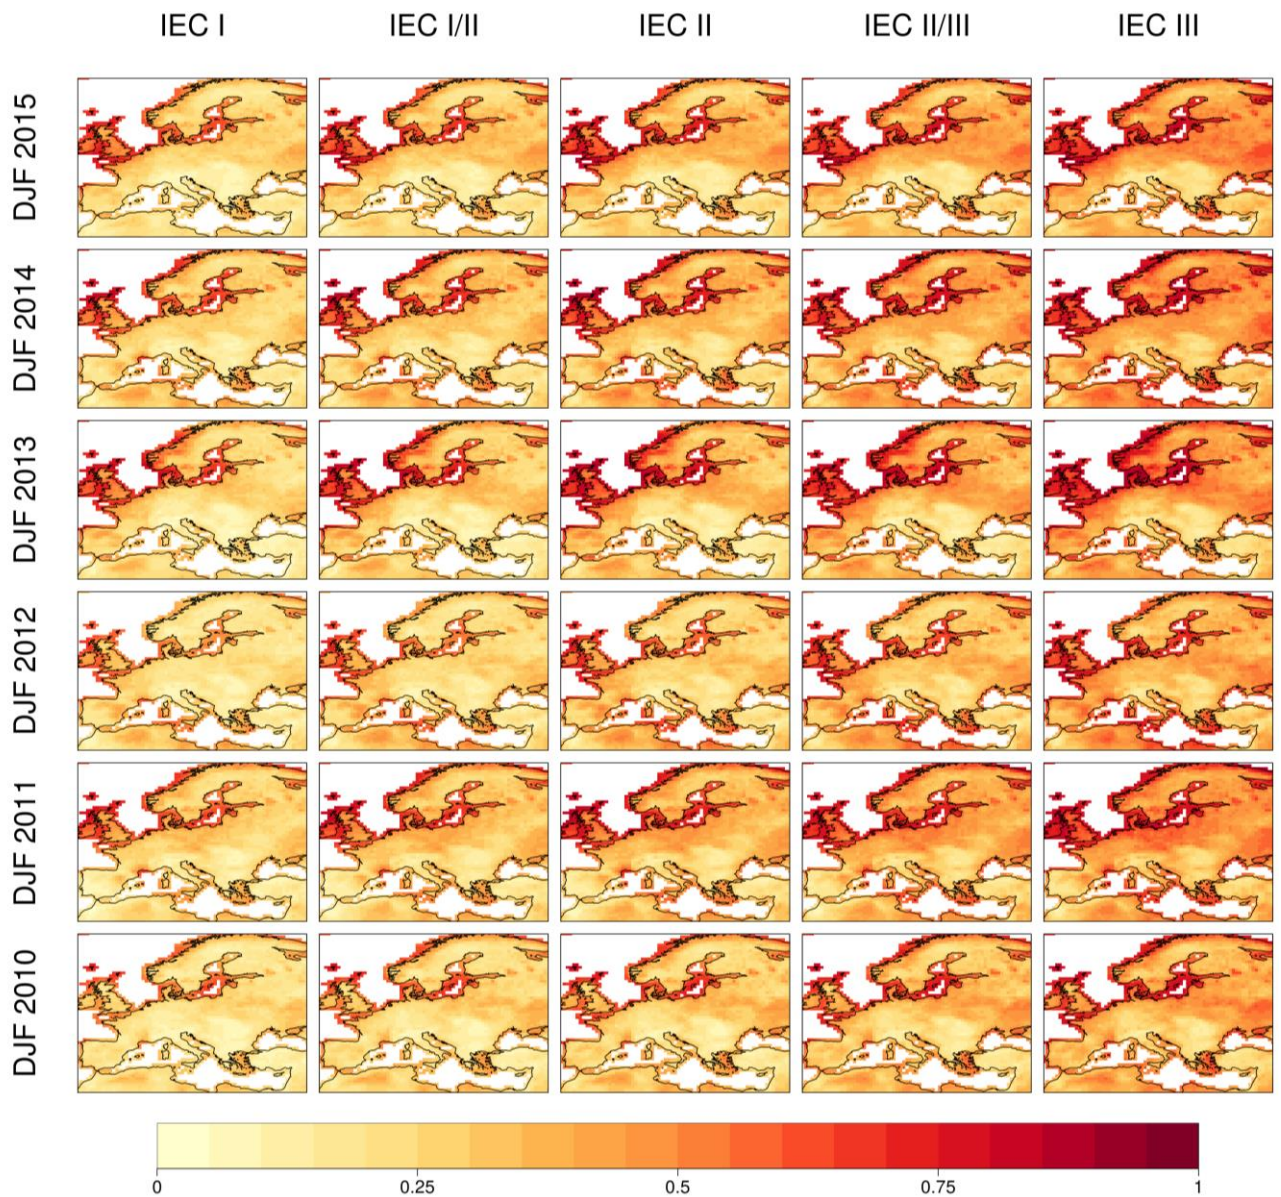 IEC I IEC I/II IEC II IEC II/III IEC III
DJF 2015
DJF 2014
DJF 2013
DJF 2012
DJF 2011
DJF 2010
0 0.25 0.5 0.75 1